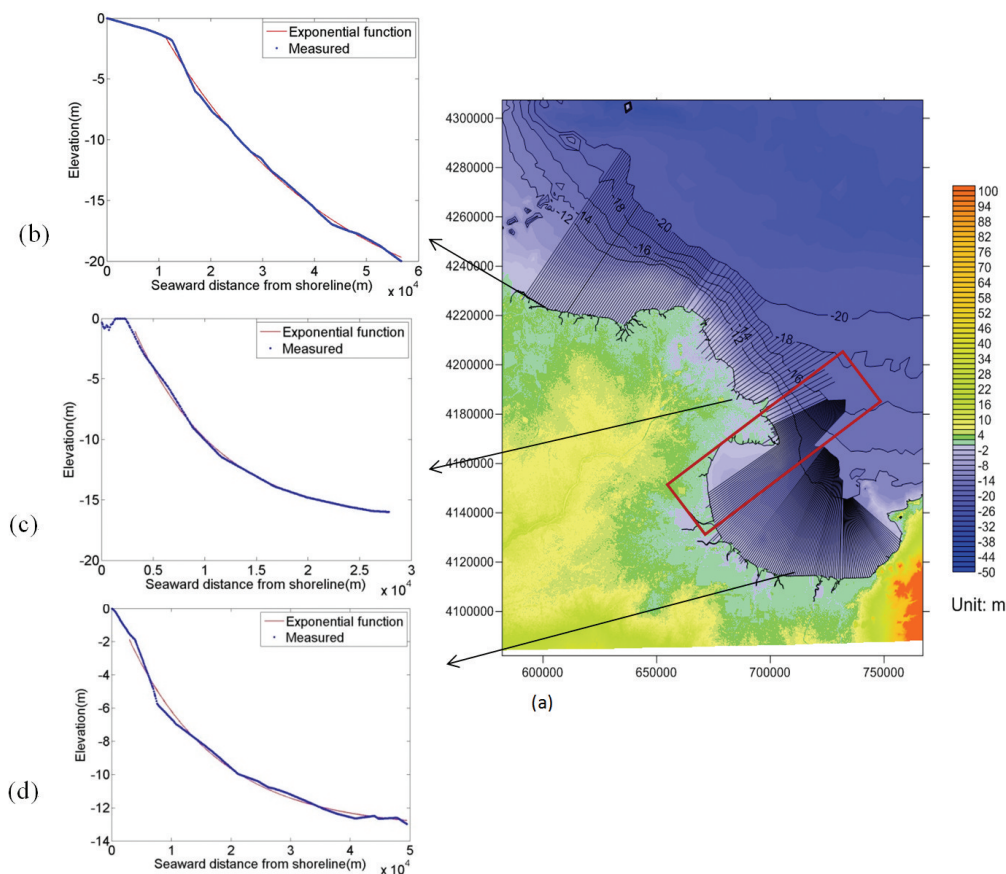 0
-5
-10
-15
-20
Elevation(m)
Exponential function
Measured
0 1 2 3 4 5 6
Seaward distance from shoreline(m)
x 10^4
(b)
0
-5
-10
-15
-20
Elevation(m)
Exponential function
Measured
0 0.5 1 1.5 2 2.5 3
Seaward distance from shoreline(m)
x 10^4
(c)
0
-2
-4
-6
-8
-10
-12
-14
Elevation(m)
Exponential function
Measured
0 1 2 3 4 5
Seaward distance from shoreline(m)
x 10^4
(d)
4300000
4280000
4260000
4240000
4220000
4200000
4180000
4160000
4140000
4120000
4100000
600000 650000 700000 750000
-12
-14
-18
-20
-16
-14
-12
-18
-16
-20
(a)
100
94
88
82
76
70
64
58
52
46
40
34
28
22
16
10
4
-2
-8
-14
-20
-26
-32
-38
-44
-50
Unit: m